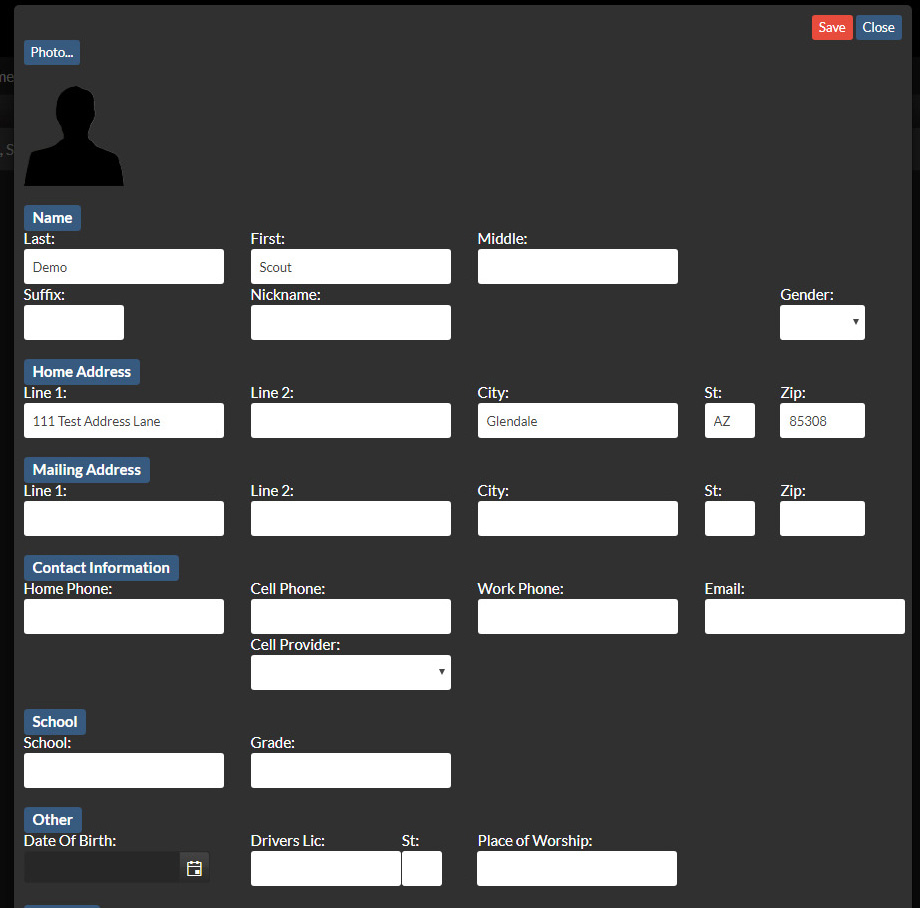 Save Close
Photo...
Name
Last: First: Middle:
Demo Scout
Suffix: Nickname: Gender:
Home Address
Line 1: Line 2: City: St: Zip:
111 Test Address Lane Glendale AZ 85308
Mailing Address
Line 1: Line 2: City: St: Zip:
Contact Information
Home Phone: Cell Phone: Work Phone: Email:
Cell Provider:
School
School: Grade:
Other
Date Of Birth: Drivers Lic: St: Place of Worship: